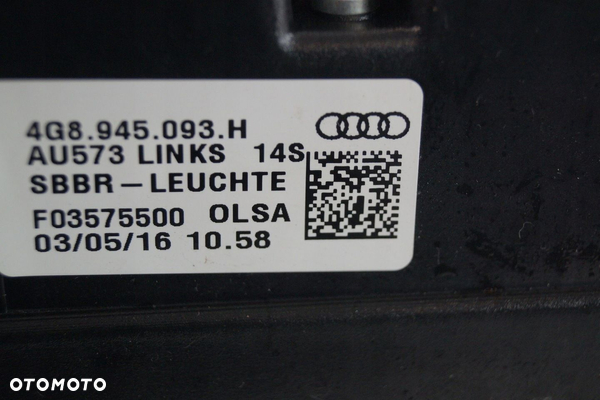 4G8.945.093.H
AU573 LINKS 14S
SBBR-LEUCHTE
F03575500 OLSA
03/05/16 10.58
OTOMOTO